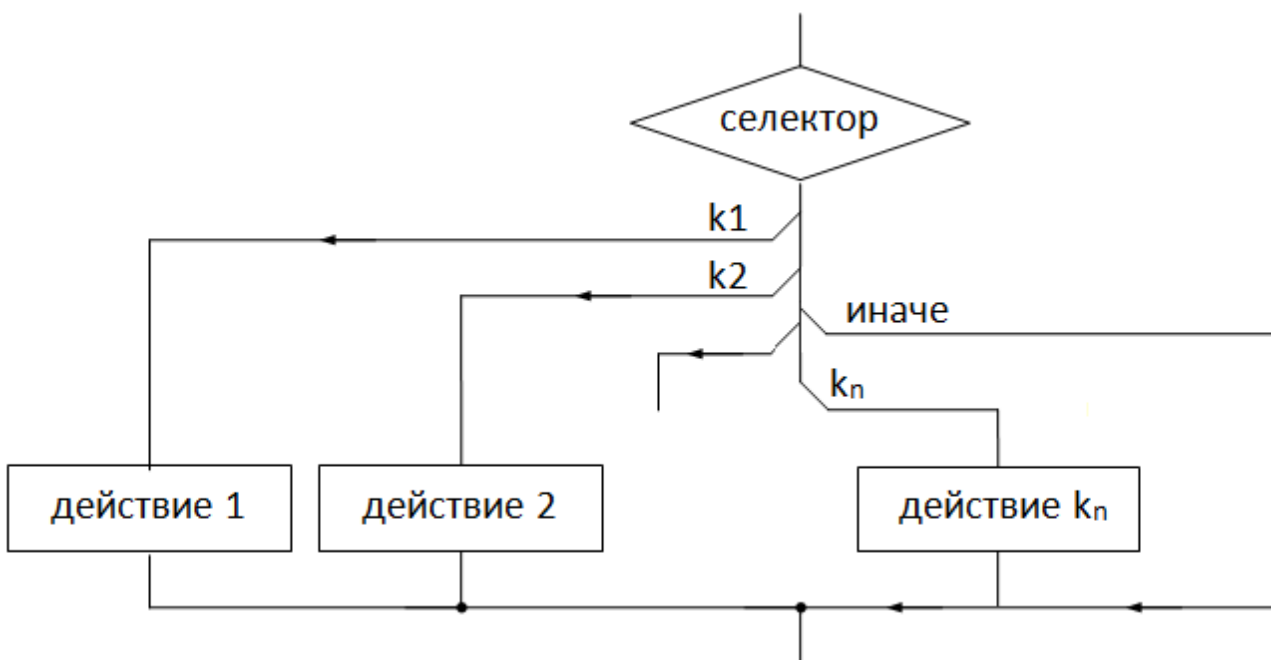 селектор
k1
k2
иначе
kn
действие 1
действие 2
действие kn